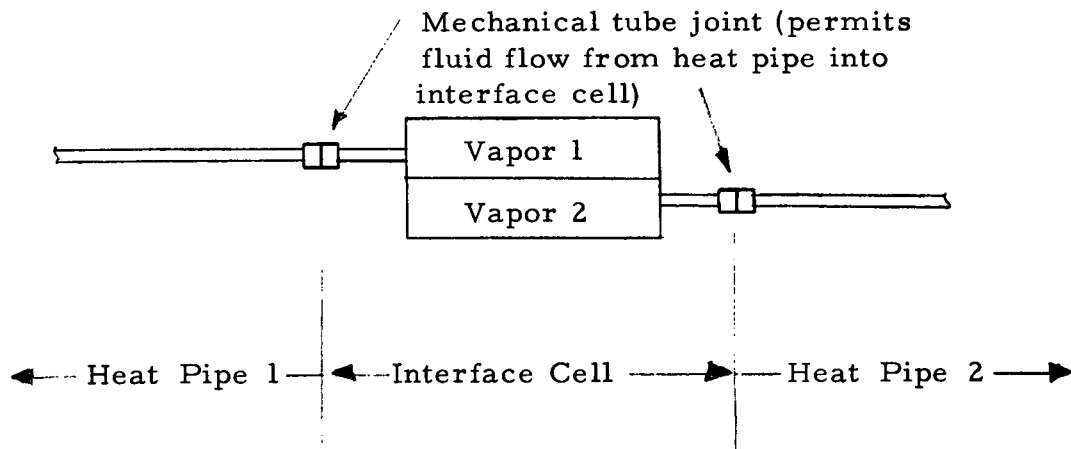 Mechanical tube joint (permits
fluid flow from heat pipe into
interface cell)
Vapor 1
Vapor 2
Heat Pipe 1
Interface Cell
Heat Pipe 2